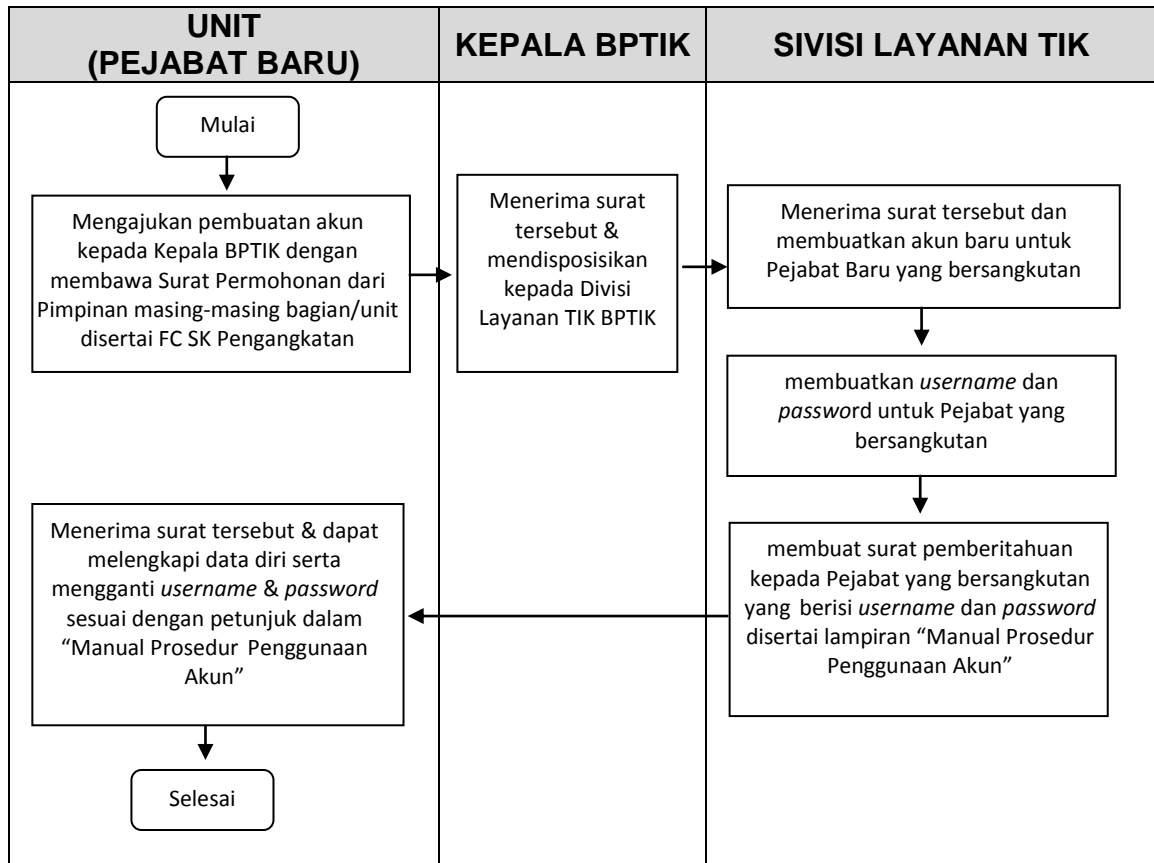 UNIT
(PEJABAT BARU)
KEPALA BPTIK
SIVISI LAYANAN TIK
Mulai
Mengajukan pembuatan akun
kepada Kepala BPTIK dengan
membawa Surat Permohonan dari
Pimpinan masing-masing bagian/unit
disertai FC SK Pengangkatan
Menerima surat
tersebut &
mendisposisikan
kepada Divisi
Layanan TIK BPTIK
Menerima surat tersebut dan
membuatkan akun baru untuk
Pejabat Baru yang bersangkutan
membuatkan username dan
password untuk Pejabat yang
bersangkutan
membuat surat pemberitahuan
kepada Pejabat yang bersangkutan
yang berisi username dan password
disertai lampiran “Manual Prosedur
Penggunaan Akun”
Menerima surat tersebut & dapat
melengkapi data diri serta
mengganti username & password
sesuai dengan petunjuk dalam
“Manual Prosedur Penggunaan
Akun”
Selesai